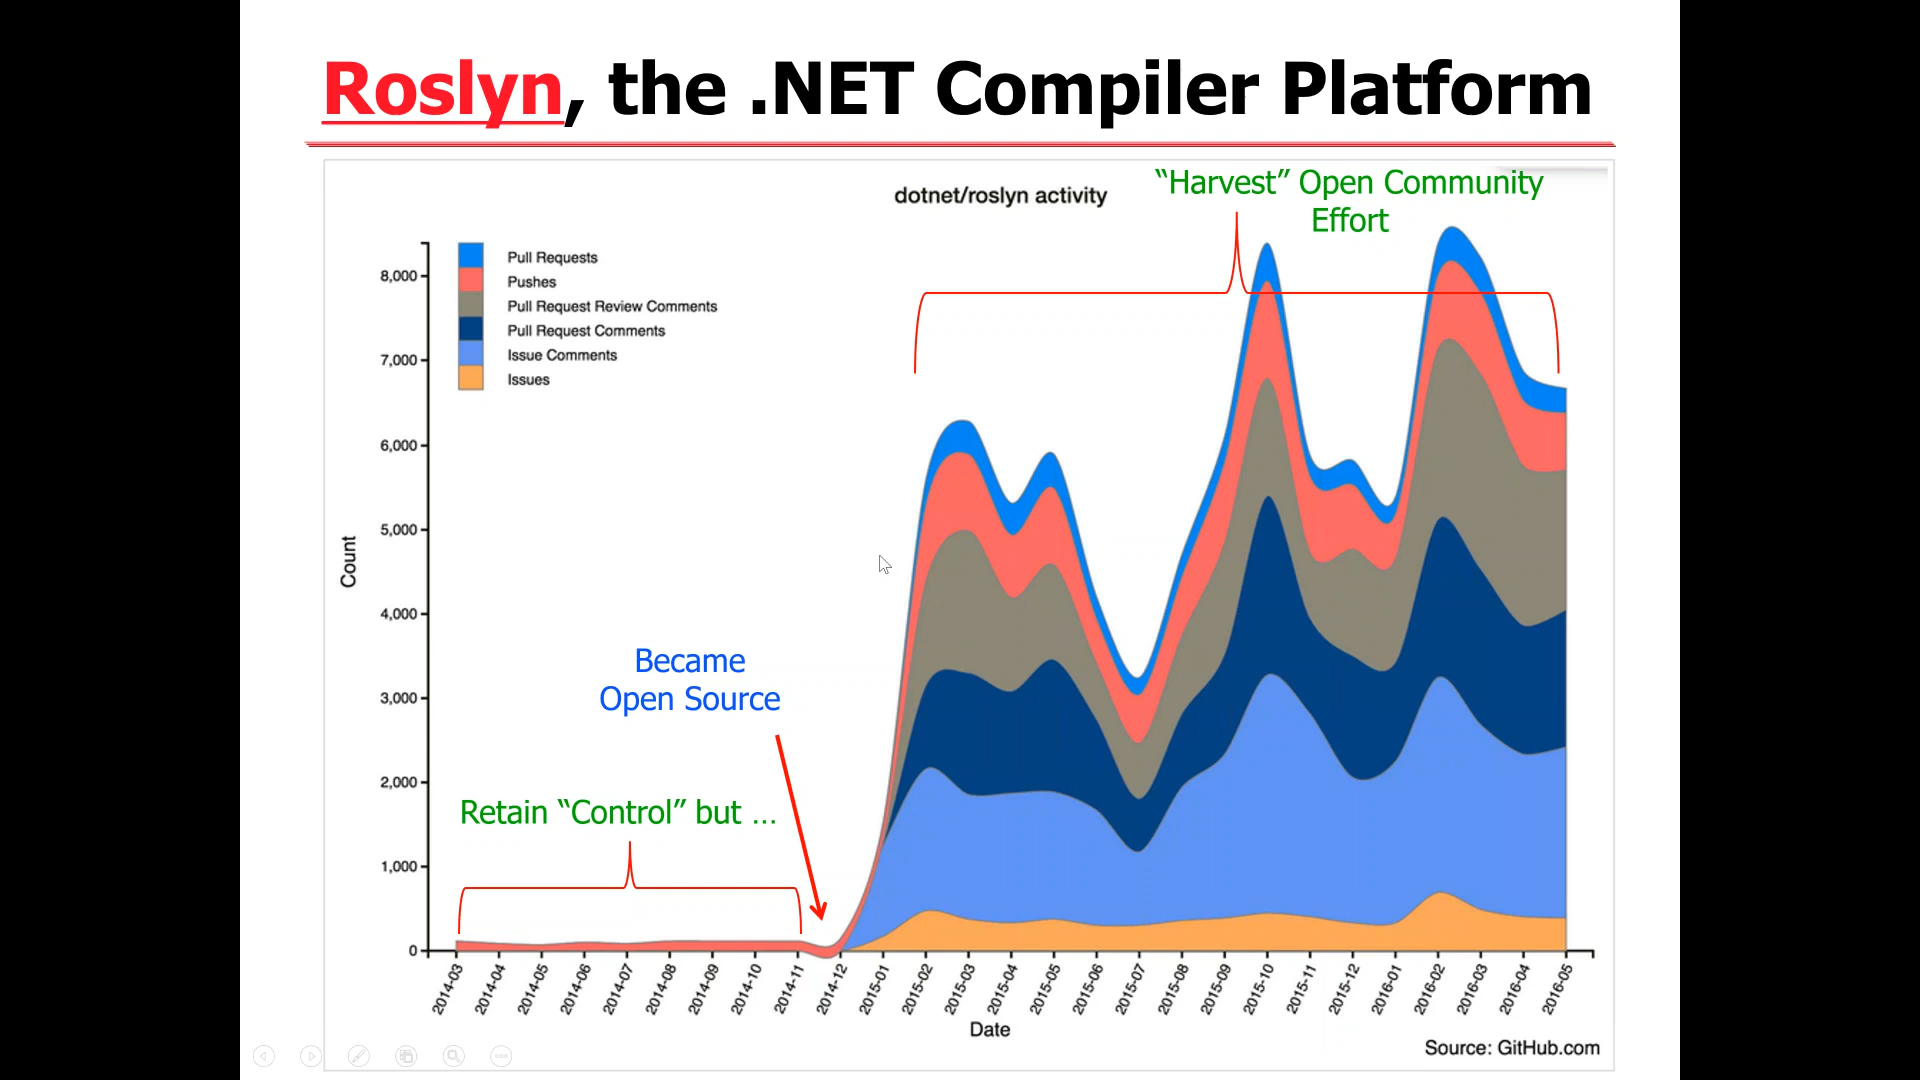 Roslyn, the .NET Compiler Platform
dotnet/roslyn activity
“Harvest” Open Community
Effort
Pull Requests
Pushes
Pull Request Review Comments
Pull Request Comments
Issue Comments
Issues
8,000
7,000
6,000
5,000
4,000
3,000
2,000
1,000
0
Count
Became
Open Source
Retain “Control” but ...
2014-03
2014-04
2014-05
2014-06
2014-07
2014-08
2014-09
2014-10
2014-11
2014-12
2015-01
2015-02
2015-03
2015-04
2015-05
2015-06
2015-07
2015-08
2015-09
2015-10
2015-11
2015-12
2016-01
2016-02
2016-03
2016-04
2016-05
Date
Source: GitHub.com